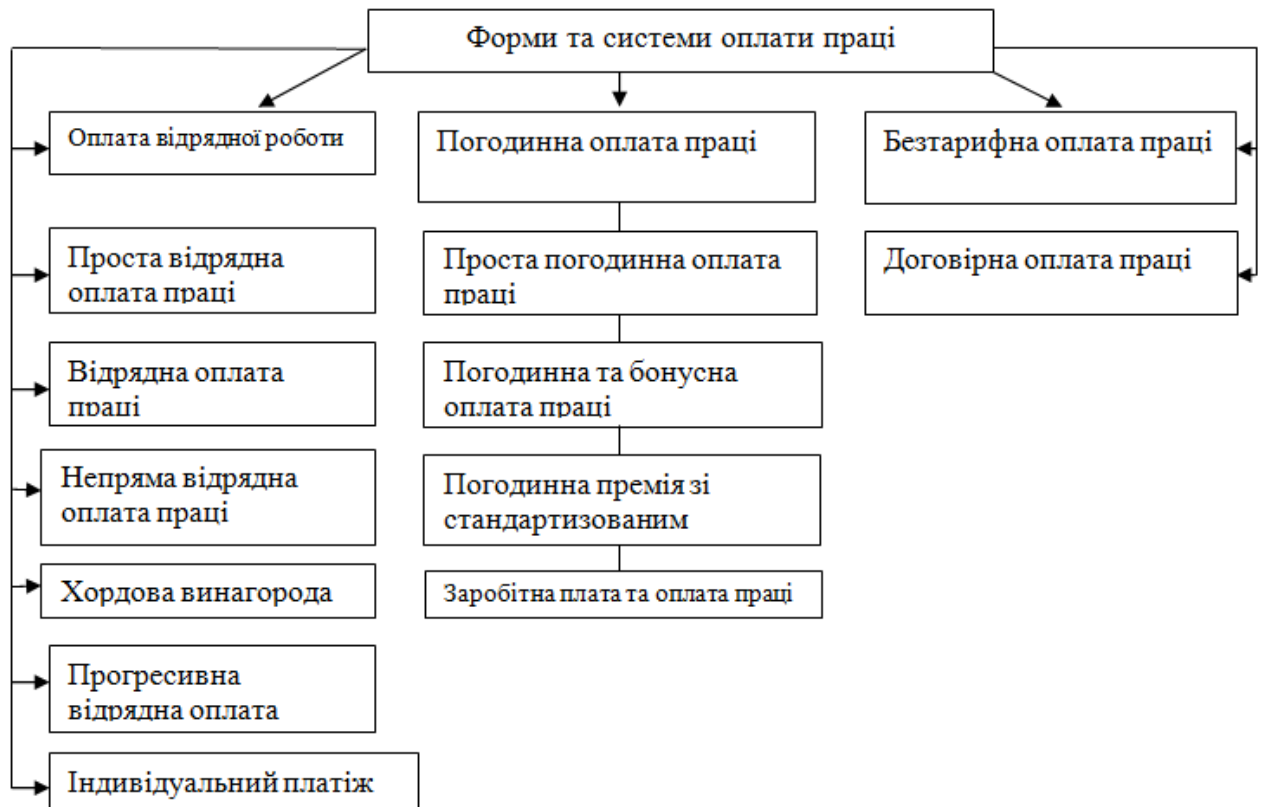 Форми та системи оплати праці
Оплата відрядної роботи
Погодинна оплата праці
Безтарифна оплата праці
Проста відрядна
оплата праці
Проста погодинна оплата
праці
Договірна оплата праці
Відрядна оплата
праці
Погодинна та бонусна
оплата праці
Непряма відрядна
оплата праці
Погодинна премія зі
стандартизованим
Хордова винагорода
Заробітна плата та оплата праці
Прогресивна
відрядна оплата
Індивідуальний платіж